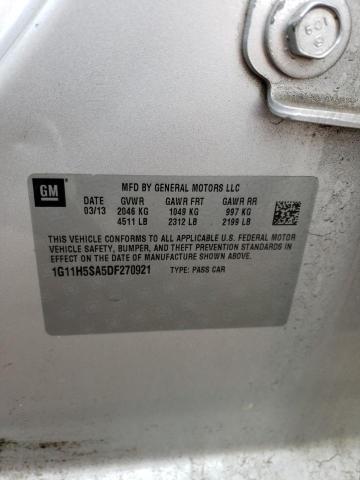 109
GM
MFD BY GENERAL MOTORS LLC
DATE GVWR GAWR FRT GAWR RR
03/13 2046 KG 1049 KG 997 KG
4511 LB 2312 LB 2199 LB
THIS VEHICLE CONFORMS TO ALL APPLICABLE U.S. FEDERAL MOTOR
VEHICLE SAFETY, BUMPER, AND THEFT PREVENTION STANDARDS
IN EFFECT ON THE DATE OF MANUFACTURE SHOWN ABOVE.
1G11H5SA5DF270921 TYPE: PASS CAR